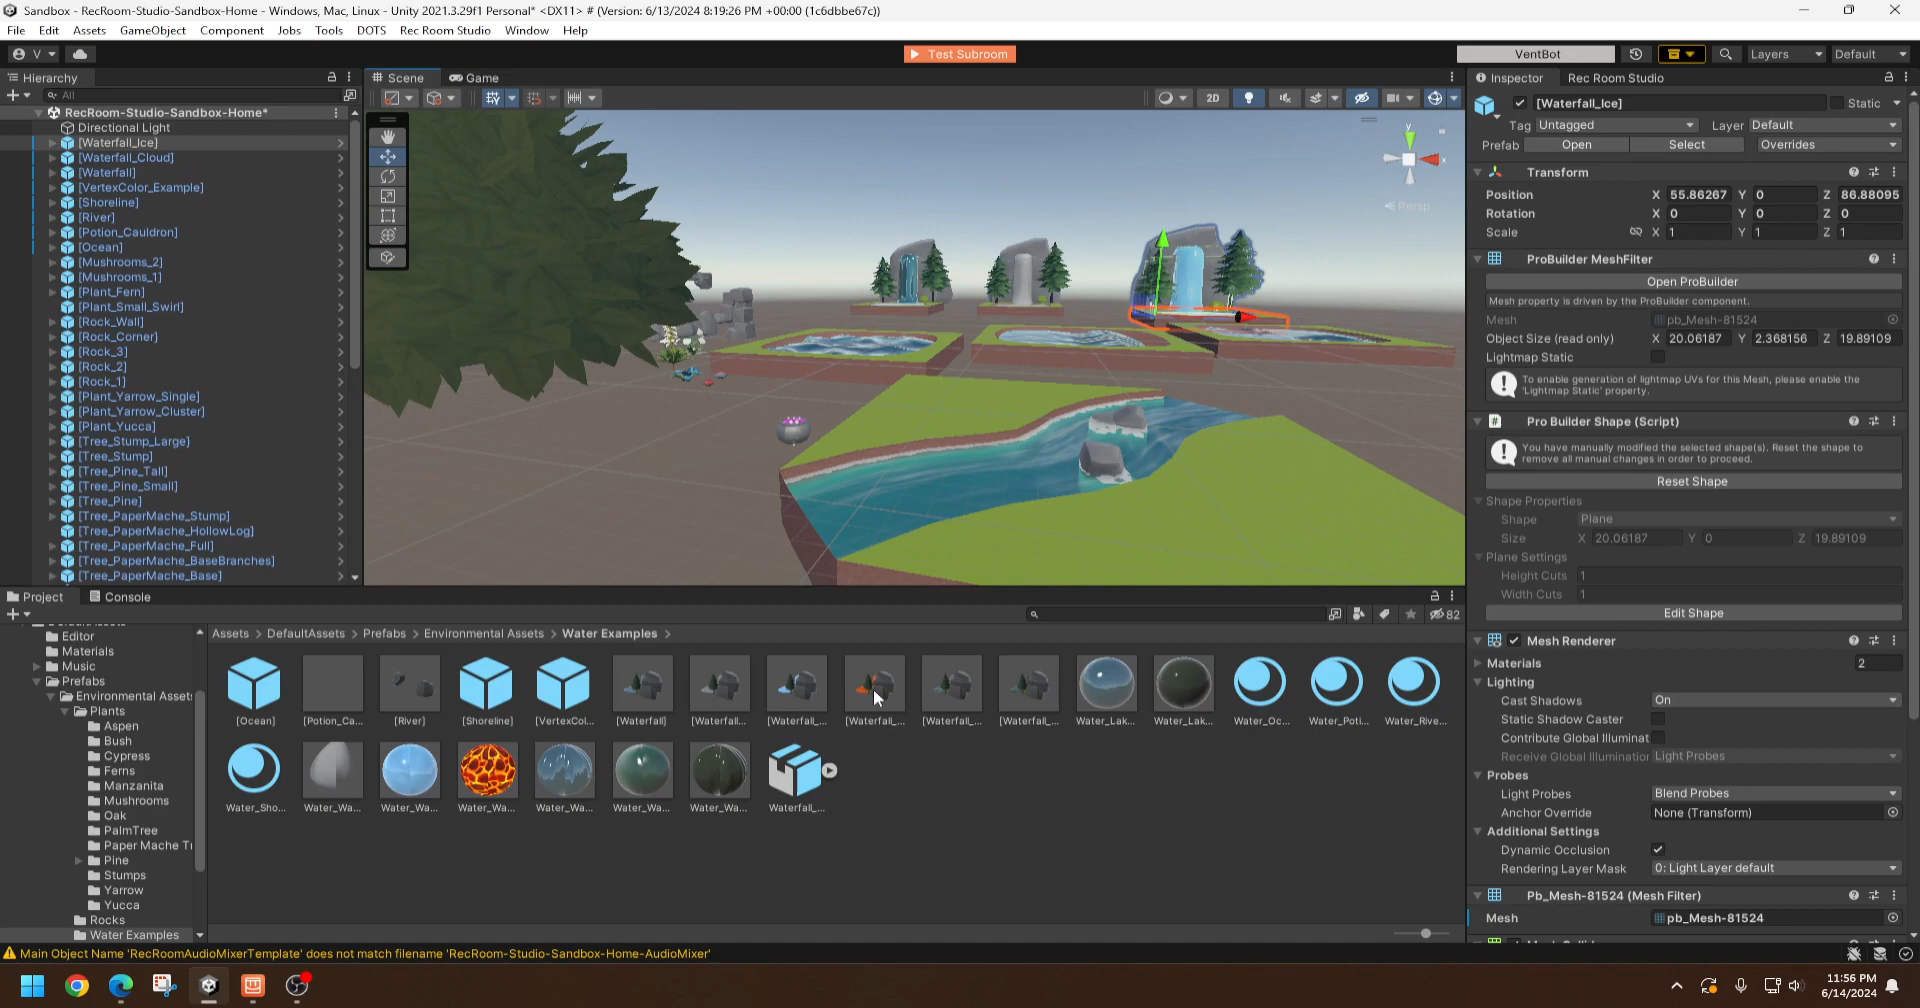 Sandbox - RecRoom-Studio-Sandbox-Home - Windows, Mac, Linux - Unity 2021.3.29f1 Personal* <DX11> # (Version: 6/13/2024 8:19:26 PM +00:00 (1c6dbbe67c))
File Edit Assets GameObject Component Jobs Tools DOTS Rec Room Studio Window Help
V
Test Subroom
VentBot
Layers
Default
Hierarchy
All
RecRoom-Studio-Sandbox-Home*
Directional Light
[Waterfall_Ice]
[Waterfall_Cloud]
[Waterfall]
[VertexColor_Example]
[Shoreline]
[River]
[Potion_Cauldron]
[Ocean]
[Mushrooms_2]
[Mushrooms_1]
[Plant_Fern]
[Plant_Small_Swirl]
[Rock_Wall]
[Rock_Corner]
[Rock_3]
[Rock_2]
[Rock_1]
[Plant_Yarrow_Single]
[Plant_Yarrow_Cluster]
[Plant_Yucca]
[Tree_Stump_Large]
[Tree_Stump]
[Tree_Pine_Tall]
[Tree_Pine_Small]
[Tree_Pine]
[Tree_PaperMache_Stump]
[Tree_PaperMache_HollowLog]
[Tree_PaperMache_Full]
[Tree_PaperMache_BaseBranches]
[Tree_PaperMache_Base]
Scene Game
2D
y
x
Persp
Inspector Rec Room Studio
[Waterfall_Ice] Static
Tag Untagged Layer Default
Prefab Open Select Overrides
Transform
Position X 55.86267 Y 0 Z 86.88095
Rotation X 0 Y 0 Z 0
Scale X 1 Y 1 Z 1
ProBuilder MeshFilter
Open ProBuilder
Mesh property is driven by the ProBuilder component.
Mesh pb_Mesh-81524
Object Size (read only) X 20.06187 Y 2.368156 Z 19.89109
Lightmap Static
To enable generation of lightmap UVs for this Mesh, please enable the
'Lightmap Static' property.
Pro Builder Shape (Script)
You have manually modified the selected shape(s). Reset the shape to
remove all manual changes in order to proceed.
Reset Shape
Shape Properties
Shape Plane
Size X 20.06187 Y 0 Z 19.89109
Plane Settings
Height Cuts 1
Width Cuts 1
Edit Shape
Mesh Renderer
Materials 2
Lighting
Cast Shadows On
Static Shadow Caster
Contribute Global Illuminat
Receive Global Illumination Light Probes
Probes
Light Probes Blend Probes
Anchor Override None (Transform)
Additional Settings
Dynamic Occlusion
Rendering Layer Mask 0: Light Layer default
Pb_Mesh-81524 (Mesh Filter)
Mesh pb_Mesh-81524
Project Console
82
Editor
Materials
Music
Prefabs
Environmental Assets
Plants
Aspen
Bush
Cypress
Ferns
Manzanita
Mushrooms
Oak
PalmTree
Paper Mache Tr
Pine
Stumps
Yarrow
Yucca
Rocks
Water Examples
Assets > DefaultAssets > Prefabs > Environmental Assets > Water Examples >
[Ocean] [Potion_Ca... [River] [Shoreline] [VertexCol... [Waterfall] [Waterfall... [Waterfall_... [Waterfall_... [Waterfall_... [Waterfall_... Water_Lak... Water_Lak... Water_Oc... Water_Poti... Water_Rive...
Water_Sho... Water_Wa... Water_Wa... Water_Wa... Water_Wa... Water_Wa... Water_Wa... Waterfall_...
Main Object Name 'RecRoomAudioMixerTemplate' does not match filename 'RecRoom-Studio-Sandbox-Home-AudioMixer'
11:56 PM
6/14/2024